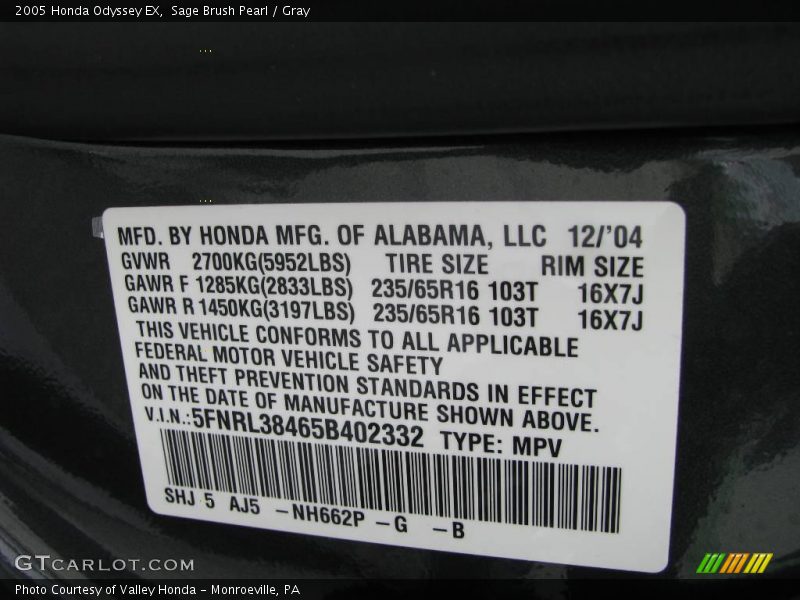 2005 Honda Odyssey EX,  Sage Brush Pearl / Gray
MFD. BY HONDA MFG. OF ALABAMA, LLC 12/'04
GVWR 2700KG(5952LBS) TIRE SIZE RIM SIZE
GAWR F 1285KG(2833LBS) 235/65R16 103T 16X7J
GAWR R 1450KG(3197LBS) 235/65R16 103T 16X7J
THIS VEHICLE CONFORMS TO ALL APPLICABLE
FEDERAL MOTOR VEHICLE SAFETY
AND THEFT PREVENTION STANDARDS IN EFFECT
ON THE DATE OF MANUFACTURE SHOWN ABOVE.
V.I.N.:5FNRL38465B402332 TYPE: MPV
SHJ 5 AJ5 -NH662P -G -B
GTCARLOT.COM
Photo Courtesy of Valley Honda - Monroeville, PA